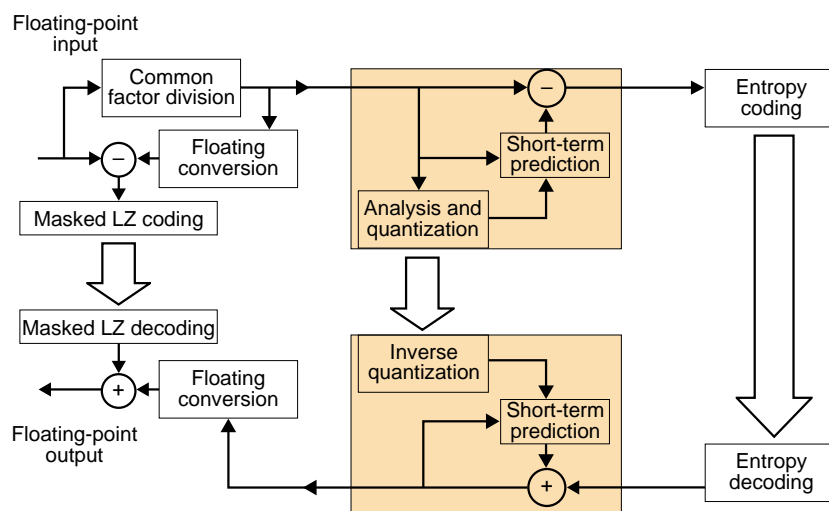 Floating-point
input
Common
factor division
−
Entropy
coding
Floating
conversion
−
Short-term
prediction
Masked LZ coding
Analysis and
quantization
Masked LZ decoding
Inverse
quantization
Floating
conversion
+
Short-term
prediction
Floating-point
output
+
Entropy
decoding